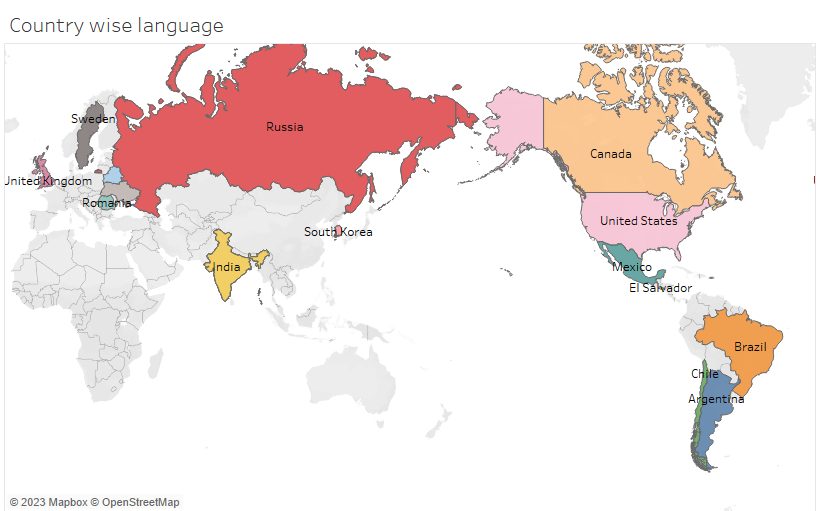 Country wise language
Sweden
Russia
Canada
United Kingdom
Romania
United States
South Korea
India
Mexico
El Salvador
Brazil
Chile
Argentina
© 2023 Mapbox © OpenStreetMap